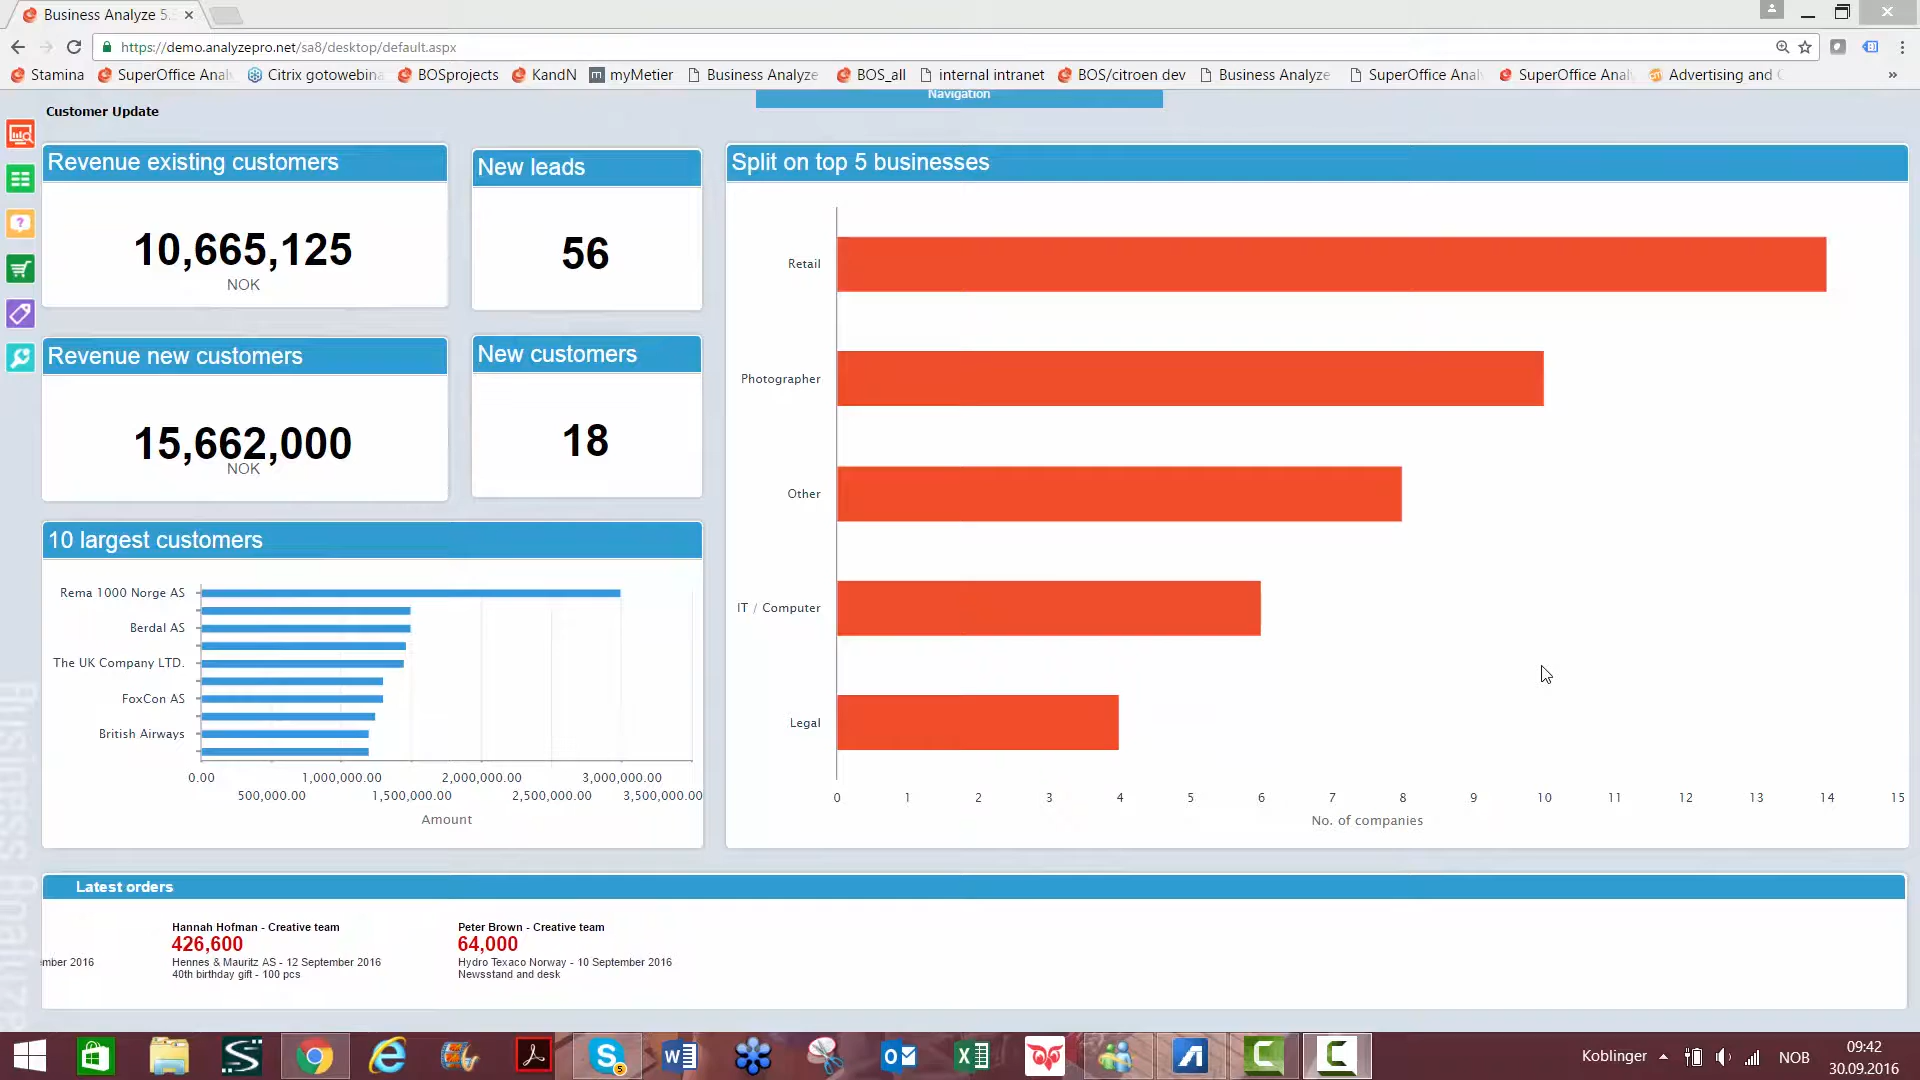 Business Analyze 5.
https://demo.analyzepro.net/sa8/desktop/default.aspx
Stamina
SuperOffice Anal
Citrix gotowebina
BOSprojects
KandN
myMetier
Business Analyze
BOS_all
internal intranet
BOS/citroen dev
Business Analyze
SuperOffice Anal
SuperOffice Anal
Advertising and C
»
Navigation
Customer Update
Revenue existing customers
10,665,125
NOK
New leads
56
Revenue new customers
15,662,000
NOK
New customers
18
10 largest customers
Rema 1000 Norge AS
Berdal AS
The UK Company LTD.
FoxCon AS
British Airways
0.00 1,000,000.00 2,000,000.00 3,000,000.00
500,000.00 1,500,000.00 2,500,000.00 3,500,000.00
Amount
Split on top 5 businesses
Retail
Photographer
Other
IT / Computer
Legal
0 1 2 3 4 5 6 7 8 9 10 11 12 13 14 15
No. of companies
Latest orders
mber 2016
Hannah Hofman - Creative team
426,600
Hennes & Mauritz AS - 12 September 2016
40th birthday gift - 100 pcs
Peter Brown - Creative team
64,000
Hydro Texaco Norway - 10 September 2016
Newsstand and desk
Business Analyze
Koblinger
NOB
09:42
30.09.2016